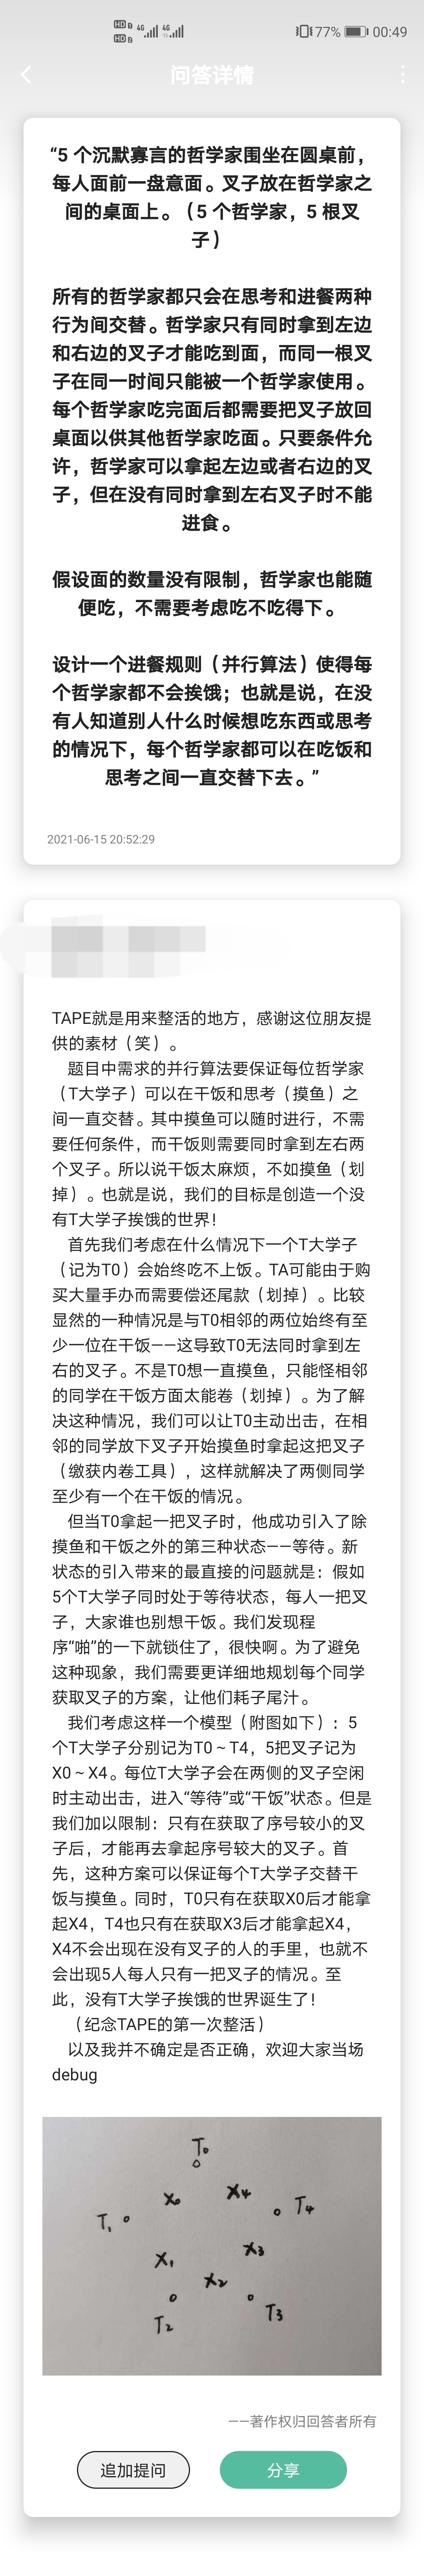 HD 1 4G 4G 77% 00:49
HD 2
问答详情
“5 个沉默寡言的哲学家围坐在圆桌前，
每人面前一盘意面。叉子放在哲学家之
间的桌面上。（5 个哲学家，5 根叉
子）
所有的哲学家都只会在思考和进餐两种
行为间交替。哲学家只有同时拿到左边
和右边的叉子才能吃到面，而同一根叉
子在同一时间只能被一个哲学家使用。
每个哲学家吃完面后都需要把叉子放回
桌面以供其他哲学家吃面。只要条件允
许，哲学家可以拿起左边或者右边的叉
子，但在没有同时拿到左右叉子时不能
进食。
假设面的数量没有限制，哲学家也能随
便吃，不需要考虑吃不吃得下。
设计一个进餐规则（并行算法）使得每
个哲学家都不会挨饿；也就是说，在没
有人知道别人什么时候想吃东西或思考
的情况下，每个哲学家都可以在吃饭和
思考之间一直交替下去。”
2021-06-15 20:52:29
TAPE就是用来整活的地方，感谢这位朋友提
供的素材（笑）。
题目中需求的并行算法要保证每位哲学家
（T大学子）可以在干饭和思考（摸鱼）之
间一直交替。其中摸鱼可以随时进行，不需
要任何条件，而干饭则需要同时拿到左右两
个叉子。所以说干饭太麻烦，不如摸鱼（划
掉）。也就是说，我们的目标是创造一个没
有T大学子挨饿的世界！
首先我们考虑在什么情况下一个T大学子
（记为T0）会始终吃不上饭。TA可能由于购
买大量手办而需要偿还尾款（划掉）。比较
显然的一种情况是与T0相邻的两位始终有至
少一位在干饭——这导致T0无法同时拿到左
右的叉子。不是T0想一直摸鱼，只能怪相邻
的同学在干饭方面太能卷（划掉）。为了解
决这种情况，我们可以让T0主动出击，在相
邻的同学放下叉子开始摸鱼时拿起这把叉子
（缴获内卷工具），这样就解决了两侧同学
至少有一个在干饭的情况。
但当T0拿起一把叉子时，他成功引入了除
摸鱼和干饭之外的第三种状态——等待。新
状态的引入带来的最直接的问题就是：假如
5个T大学子同时处于等待状态，每人一把叉
子，大家谁也别想干饭。我们发现程
序“啪”的一下就锁住了，很快啊。为了避免
这种现象，我们需要更详细地规划每个同学
获取叉子的方案，让他们耗子尾汁。
我们考虑这样一个模型（附图如下）：5
个T大学子分别记为T0～T4，5把叉子记为
X0～X4。每位T大学子会在两侧的叉子空闲
时主动出击，进入“等待”或“干饭”状态。但是
我们加以限制：只有在获取了序号较小的叉
子后，才能再去拿起序号较大的叉子。首
先，这种方案可以保证每个T大学子交替干
饭与摸鱼。同时，T0只有在获取X0后才能拿
起X4，T4也只有在获取X3后才能拿起X4，
X4不会出现在没有叉子的人的手里，也就不
会出现5人每人只有一把叉子的情况。至
此，没有T大学子挨饿的世界诞生了！
（纪念TAPE的第一次整活）
以及我并不确定是否正确，欢迎大家当场
debug
T0
X0 X4
T1 T4
X1 X3
X2
T2 T3
——著作权归回答者所有
追加提问 分享